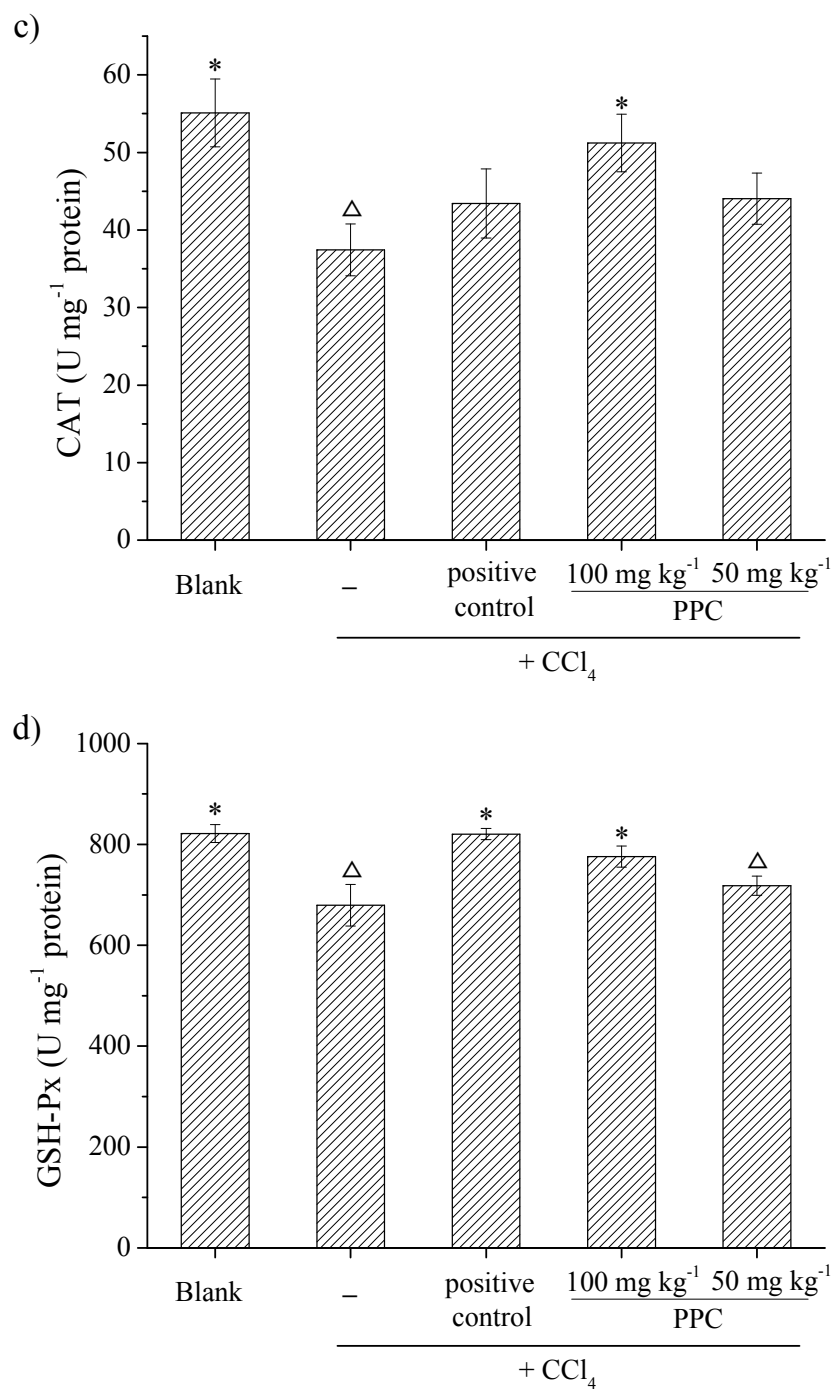 c)
*
△
*
60
50
40
30
20
10
0
CAT (U mg⁻¹ protein)
Blank
–
positive
control
100 mg kg⁻¹ 50 mg kg⁻¹
PPC
+ CCl₄
d)
1000
800
600
400
200
0
*
△
*
*
△
GSH-Px (U mg⁻¹ protein)
Blank
–
positive
control
100 mg kg⁻¹ 50 mg kg⁻¹
PPC
+ CCl₄